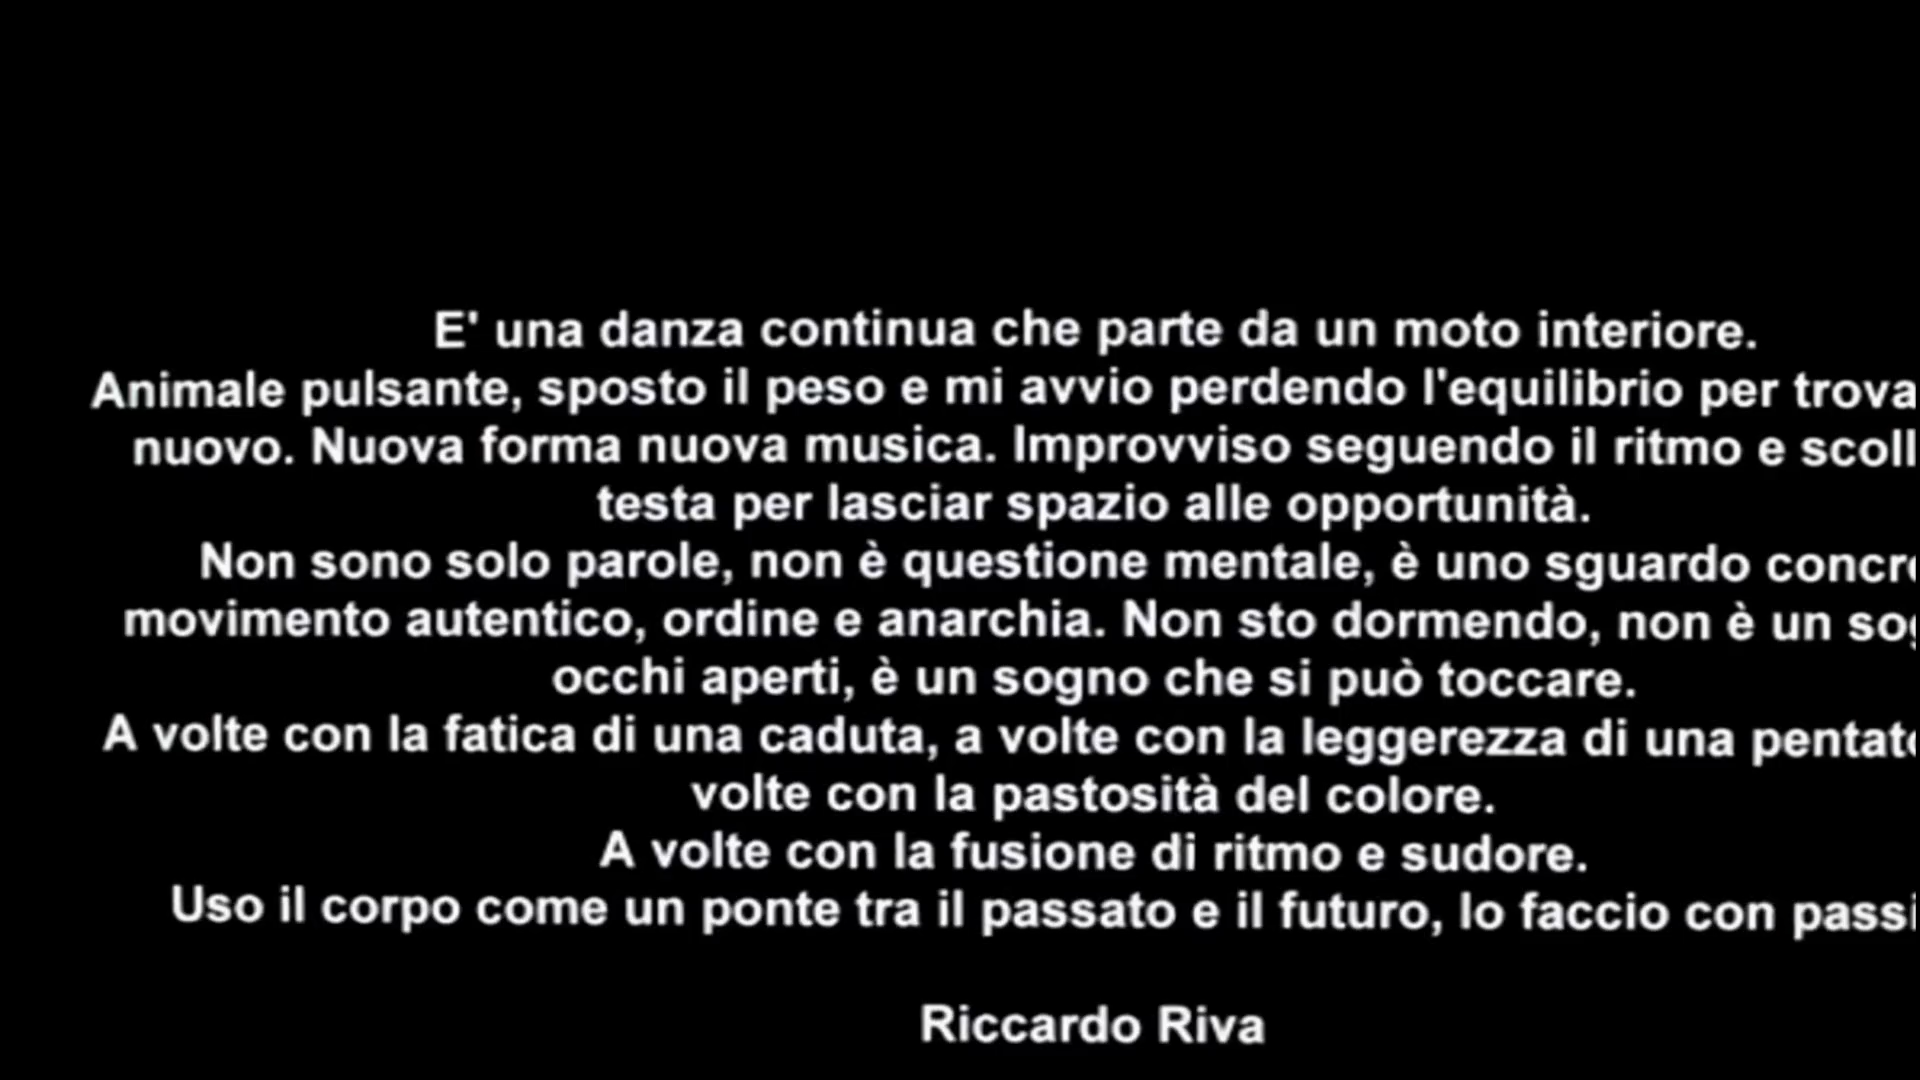 E' una danza continua che parte da un moto interiore.
Animale pulsante, sposto il peso e mi avvio perdendo l'equilibrio per trova
nuovo. Nuova forma nuova musica. Improvviso seguendo il ritmo e scoll
testa per lasciar spazio alle opportunità.
Non sono solo parole, non è questione mentale, è uno sguardo concr
movimento autentico, ordine e anarchia. Non sto dormendo, non è un so
occhi aperti, è un sogno che si può toccare.
A volte con la fatica di una caduta, a volte con la leggerezza di una pentat
volte con la pastosità del colore.
A volte con la fusione di ritmo e sudore.
Uso il corpo come un ponte tra il passato e il futuro, lo faccio con pass
Riccardo Riva